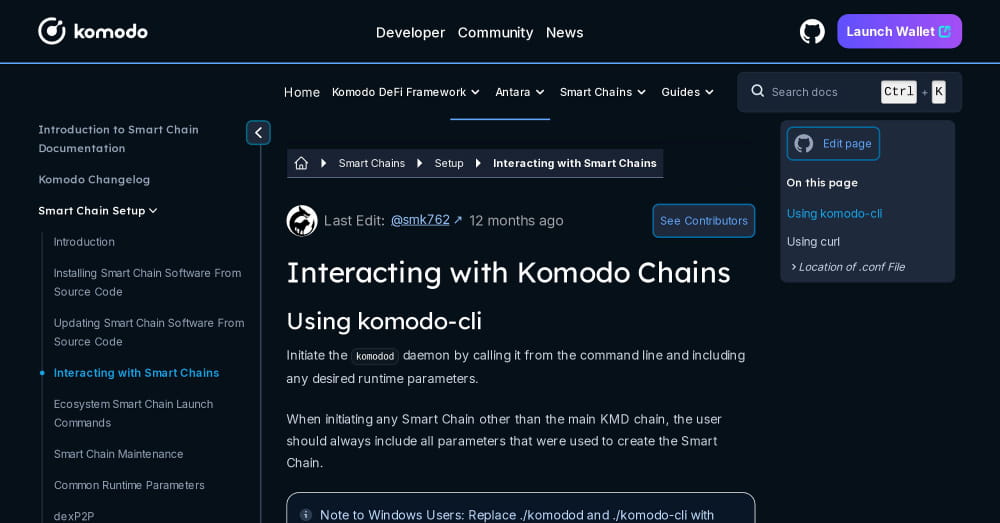 komodo
Developer Community News
Launch Wallet
Home Komodo DeFi Framework Antara Smart Chains Guides
Search docs Ctrl + K
Introduction to Smart Chain
Documentation
Komodo Changelog
Smart Chain Setup
Introduction
Installing Smart Chain Software From
Source Code
Updating Smart Chain Software From
Source Code
Interacting with Smart Chains
Ecosystem Smart Chain Launch
Commands
Smart Chain Maintenance
Common Runtime Parameters
dexP2P
Smart Chains Setup Interacting with Smart Chains
Last Edit: @smk762 ↗ 12 months ago
See Contributors
Interacting with Komodo Chains
Using komodo-cli
Initiate the komodod daemon by calling it from the command line and including
any desired runtime parameters.
When initiating any Smart Chain other than the main KMD chain, the user
should always include all parameters that were used to create the Smart
Chain.
Note to Windows Users: Replace ./komodod and ./komodo-cli with
Edit page
On this page
Using komodo-cli
Using curl
Location of .conf File